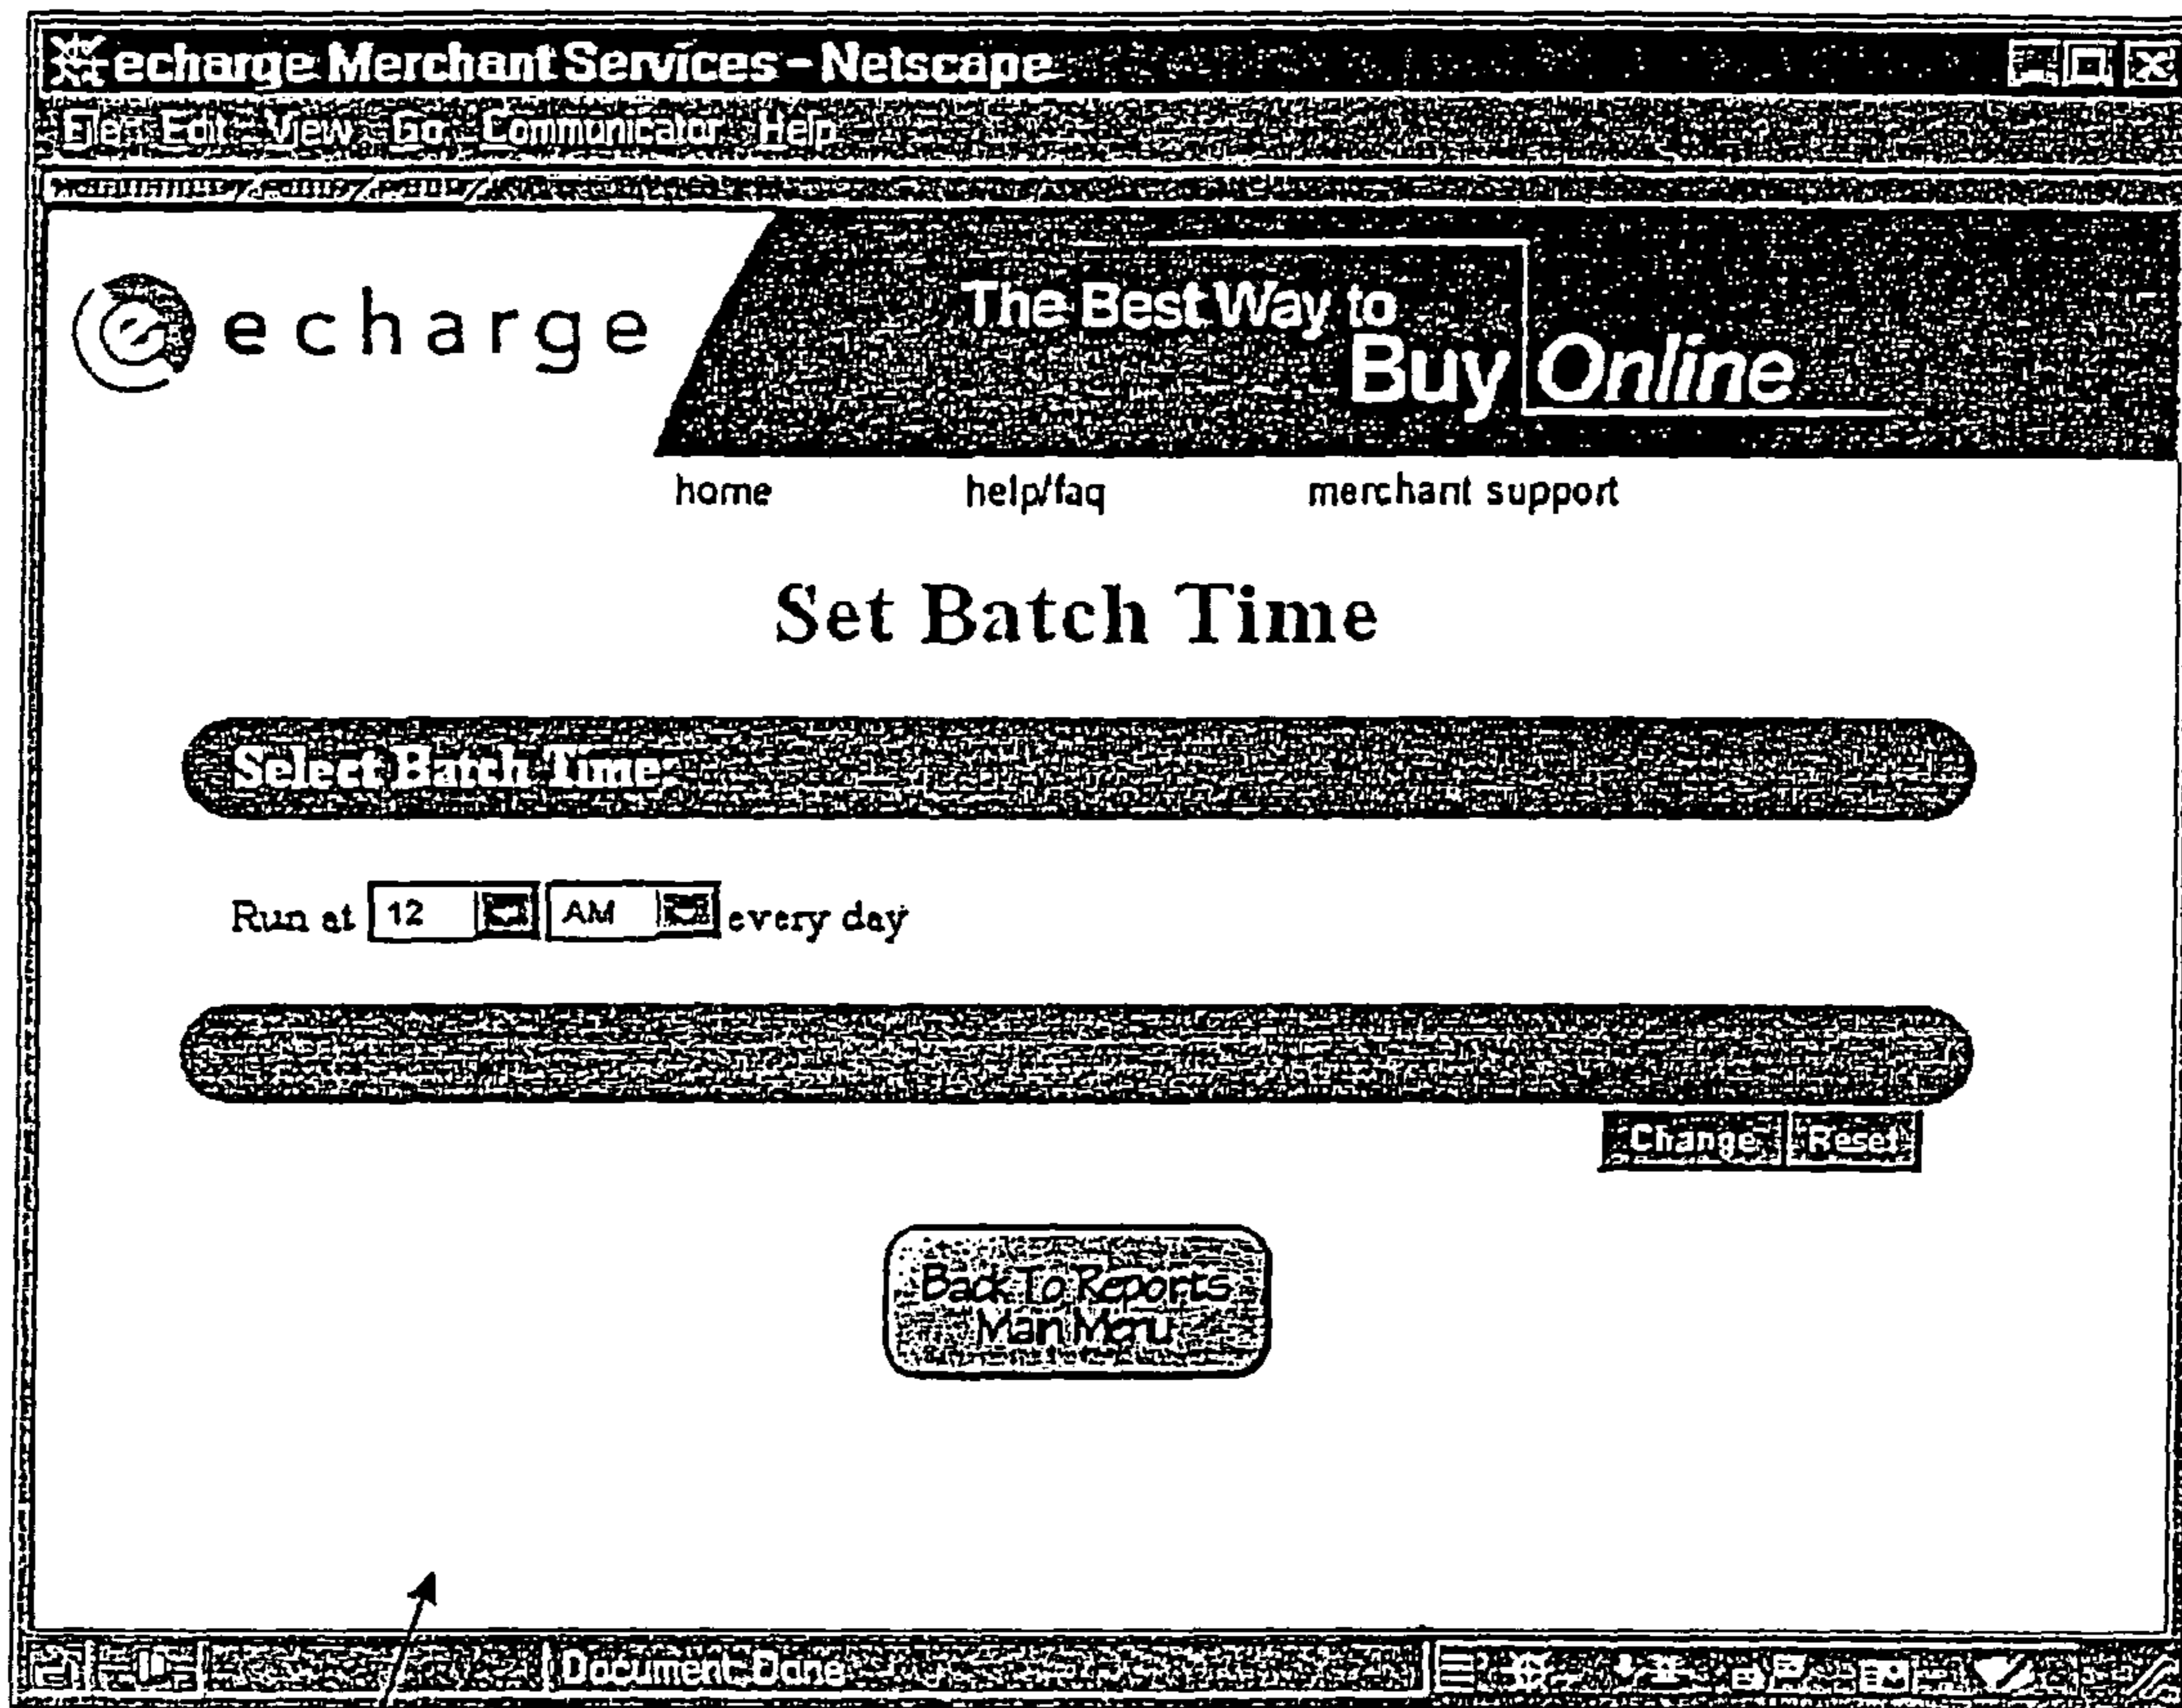 echarge Merchant Services - Netscape
File Edit View Go Communicator Help
echarge
The Best Way to
Buy Online
home help/faq merchant support
Set Batch Time
Select Batch Time:
Run at 12 AM every day
Change Reset
Back To Reports
Main Menu
Document: Done